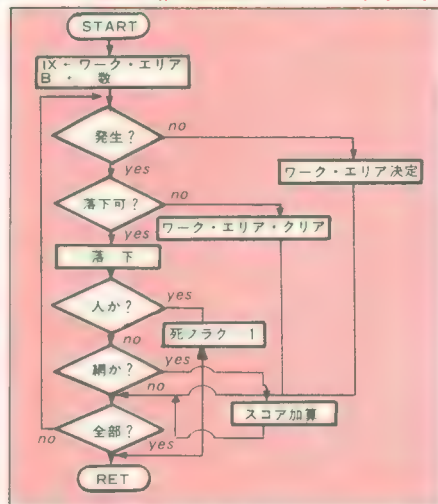 START
IX ← ワーク・エリア
B ・ 数
発生?
no
yes
ワーク・エリア決定
落下可?
no
yes
ワーク・エリア・クリア
落下
人か?
yes
no
死フラグ 1
網か?
yes
no
スコア加算
全部?
no
yes
RET